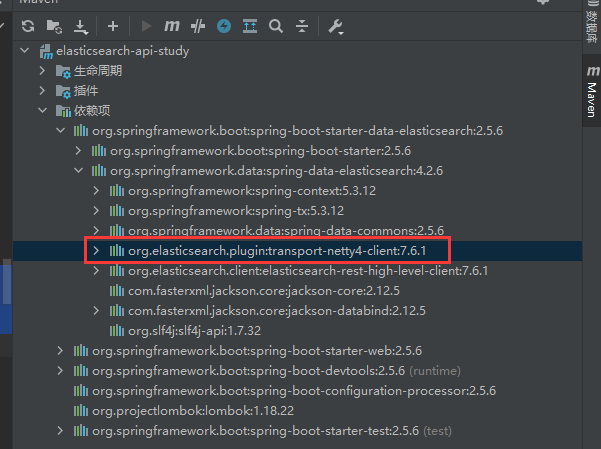 Maven
elasticsearch-api-study
生命周期
插件
依赖项
org.springframework.boot:spring-boot-starter-data-elasticsearch:2.5.6
org.springframework.boot:spring-boot-starter:2.5.6
org.springframework.data:spring-data-elasticsearch:4.2.6
org.springframework:spring-context:5.3.12
org.springframework:spring-tx:5.3.12
org.springframework.data:spring-data-commons:2.5.6
org.elasticsearch.plugin:transport-netty4-client:7.6.1
org.elasticsearch.client:elasticsearch-rest-high-level-client:7.6.1
com.fasterxml.jackson.core:jackson-core:2.12.5
com.fasterxml.jackson.core:jackson-databind:2.12.5
org.slf4j:slf4j-api:1.7.32
org.springframework.boot:spring-boot-starter-web:2.5.6
org.springframework.boot:spring-boot-devtools:2.5.6 (runtime)
org.springframework.boot:spring-boot-configuration-processor:2.5.6
org.projectlombok:lombok:1.18.22
org.springframework.boot:spring-boot-starter-test:2.5.6 (test)
数据库
m Maven